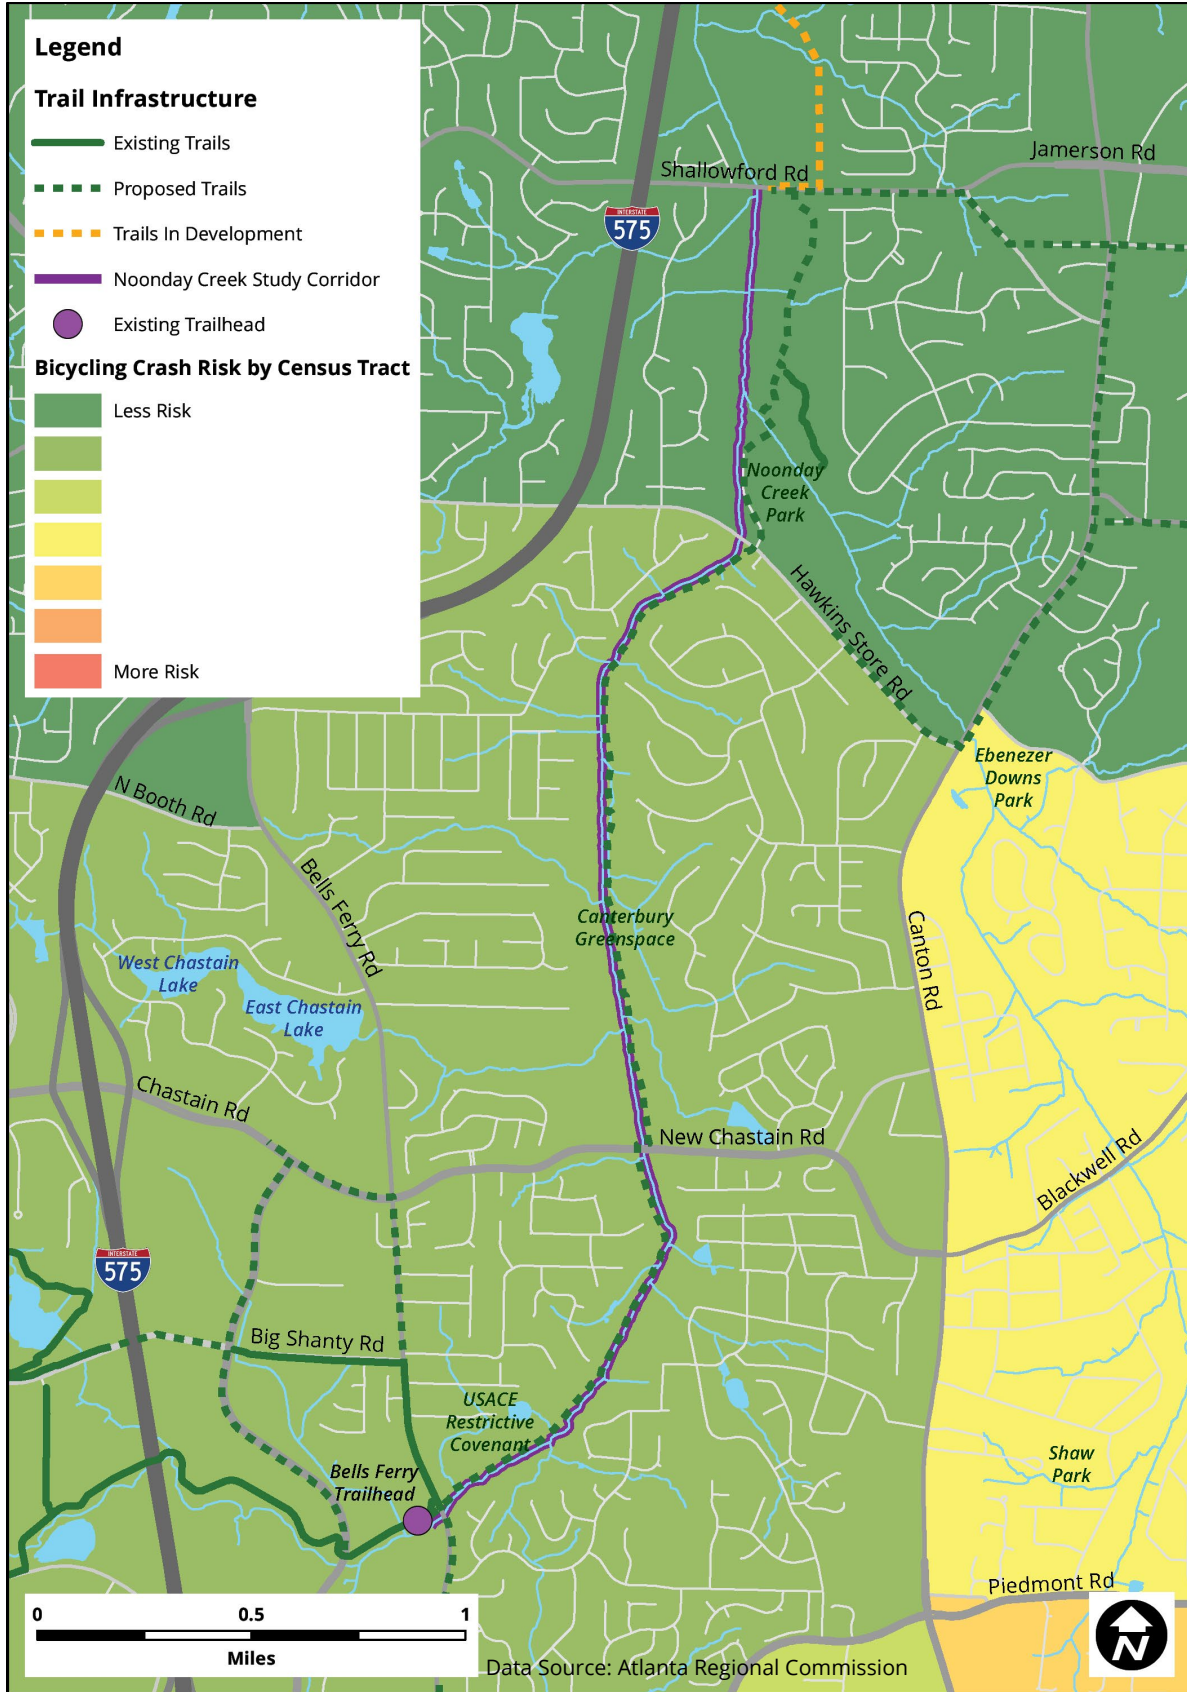 Legend
Trail Infrastructure
Existing Trails
Proposed Trails
Trails In Development
Noonday Creek Study Corridor
Existing Trailhead
Bicycling Crash Risk by Census Tract
Less Risk
More Risk
Shallowford Rd
Jamerson Rd
INTERSTATE
575
Noonday
Creek
Park
Hawkins Store Rd
Ebenezer
Downs
Park
N Booth Rd
Bells Ferry Rd
Canterbury
Greenspace
Canton Rd
West Chastain
Lake
East Chastain
Lake
Chastain Rd
New Chastain Rd
Blackwell Rd
INTERSTATE
575
Big Shanty Rd
USACE
Restrictive
Covenant
Bells Ferry
Trailhead
Shaw
Park
Piedmont Rd
0 0.5 1
Miles
Data Source: Atlanta Regional Commission
N